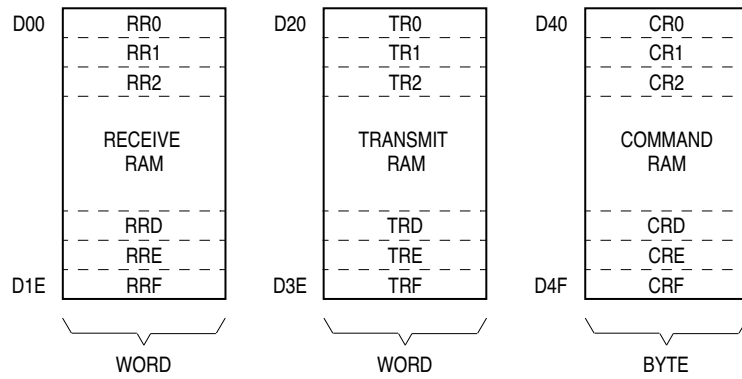 D00 RR0 D20 TR0 D40 CR0
RR1 TR1 CR1
RR2 TR2 CR2
RECEIVE TRANSMIT COMMAND
RAM RAM RAM
RRD TRD CRD
RRE TRE CRE
D1E RRF D3E TRF D4F CRF
WORD WORD BYTE